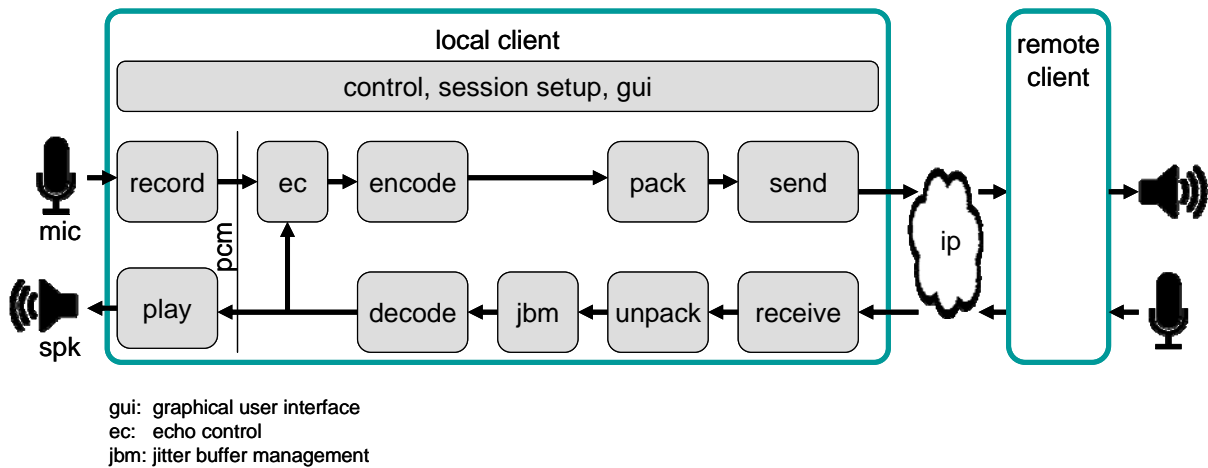 local client
remote
client
control, session setup, gui
record
ec
encode
pack
send
mic
pcm
ip
play
decode
jbm
unpack
receive
spk
gui: graphical user interface
ec: echo control
jbm: jitter buffer management